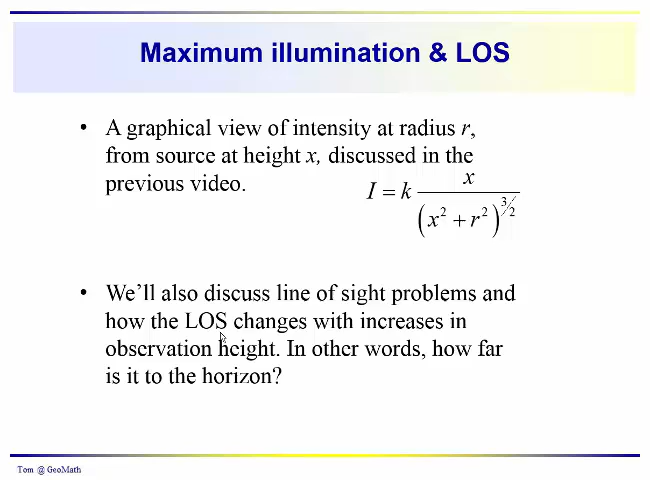 Maximum illumination & LOS
• A graphical view of intensity at radius r,
from source at height x, discussed in the
previous video.
I = k x / (x² + r²)^(3/2)
• We’ll also discuss line of sight problems and
how the LOS changes with increases in
observation height. In other words, how far
is it to the horizon?
Tom @ GeoMath